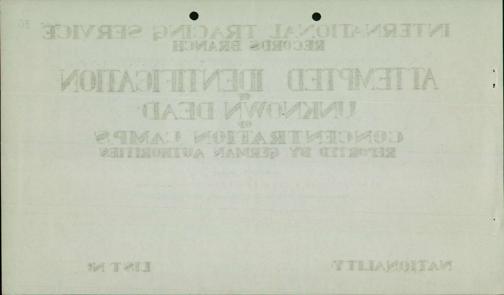 INTERNATIONAL TRACING SERVICE
RECORDS BRANCH
ATTEMPTED IDENTIFICATION
OF
UNKNOWN DEAD
OF
CONCENTRATION CAMPS
REPORTED BY GERMAN AUTHORITIES
NATIONALITY LIST Nº